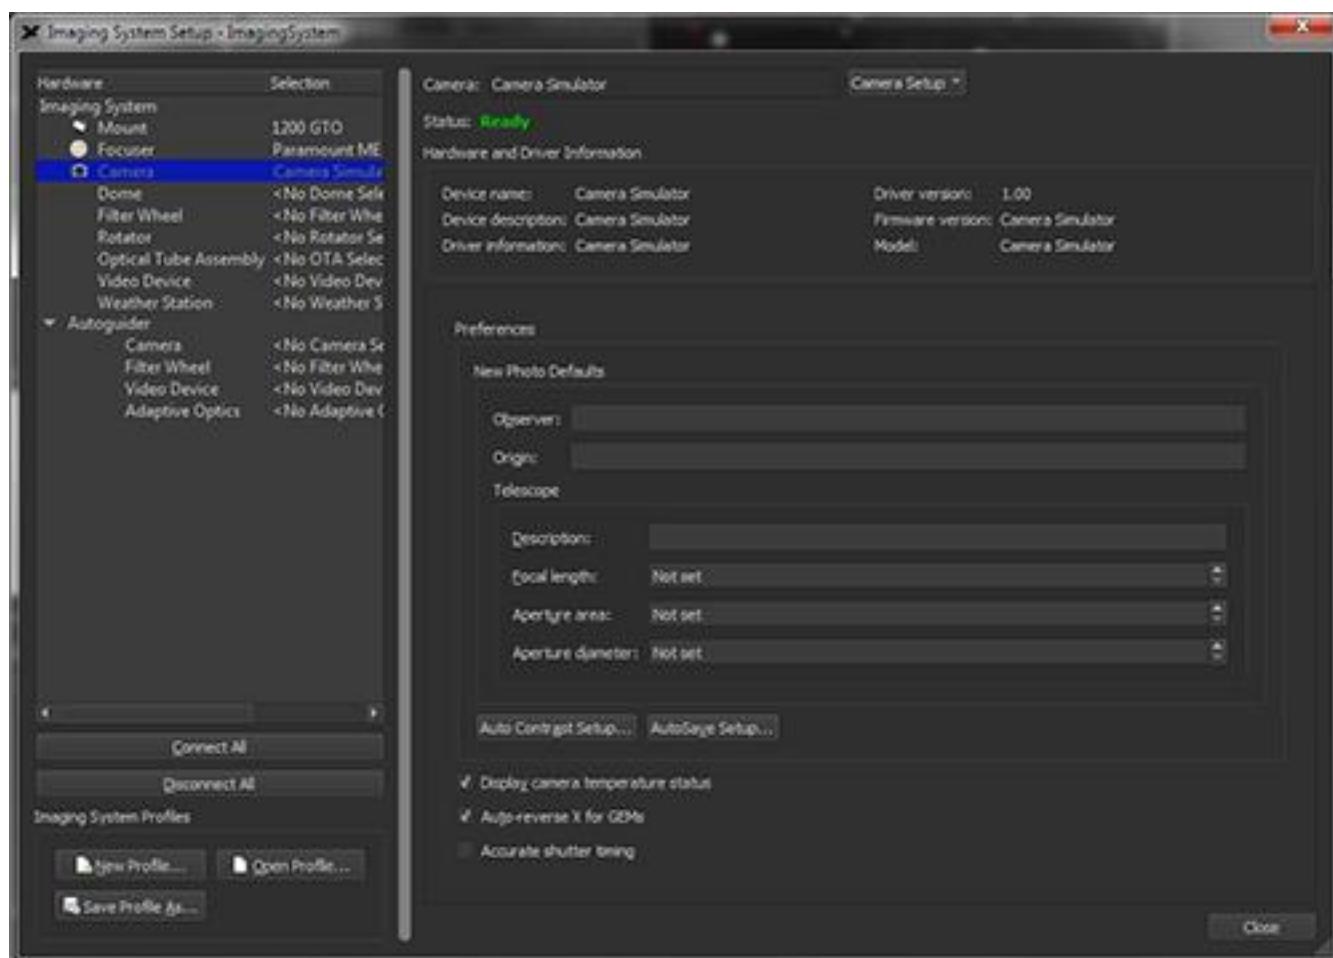 Imaging System Setup - ImagingSystem
Hardware Selection
Imaging System
Mount 1200 GTO
Focuser Paramount ME
Camera Camera Simula
Dome <No Dome Sele
Filter Wheel <No Filter Whe
Rotator <No Rotator Se
Optical Tube Assembly <No OTA Selec
Video Device <No Video Dev
Weather Station <No Weather S
Autoguider
Camera <No Camera Se
Filter Wheel <No Filter Whe
Video Device <No Video Dev
Adaptive Optics <No Adaptive O
Connect All
Disconnect All
Imaging System Profiles
New Profile... Open Profile...
Save Profile As...
Camera: Camera Simulator Camera Setup
Status: Ready
Hardware and Driver Information
Device name: Camera Simulator Driver version: 1.00
Device description: Camera Simulator Firmware version: Camera Simulator
Driver information: Camera Simulator Model: Camera Simulator
Preferences
New Photo Defaults
Observer:
Origin:
Telescope
Description:
Focal length: Not set
Aperture area: Not set
Aperture diameter: Not set
Auto Contrast Setup... AutoSave Setup...
Display camera temperature status
Auto-reverse X for GEMs
Accurate shutter timing
Close